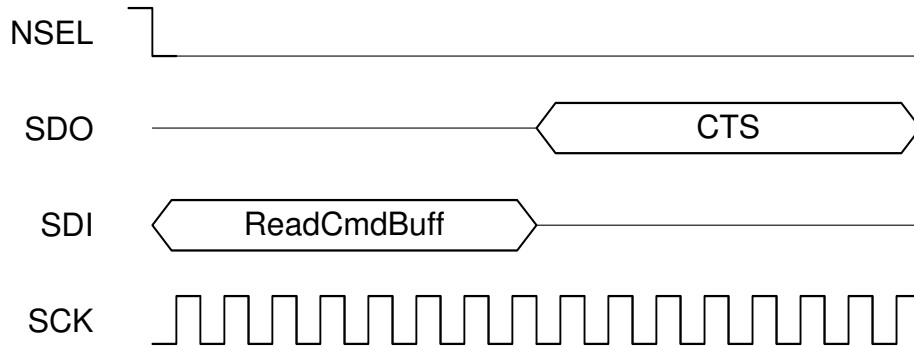 NSEL
SDO
CTS
SDI
ReadCmdBuff
SCK